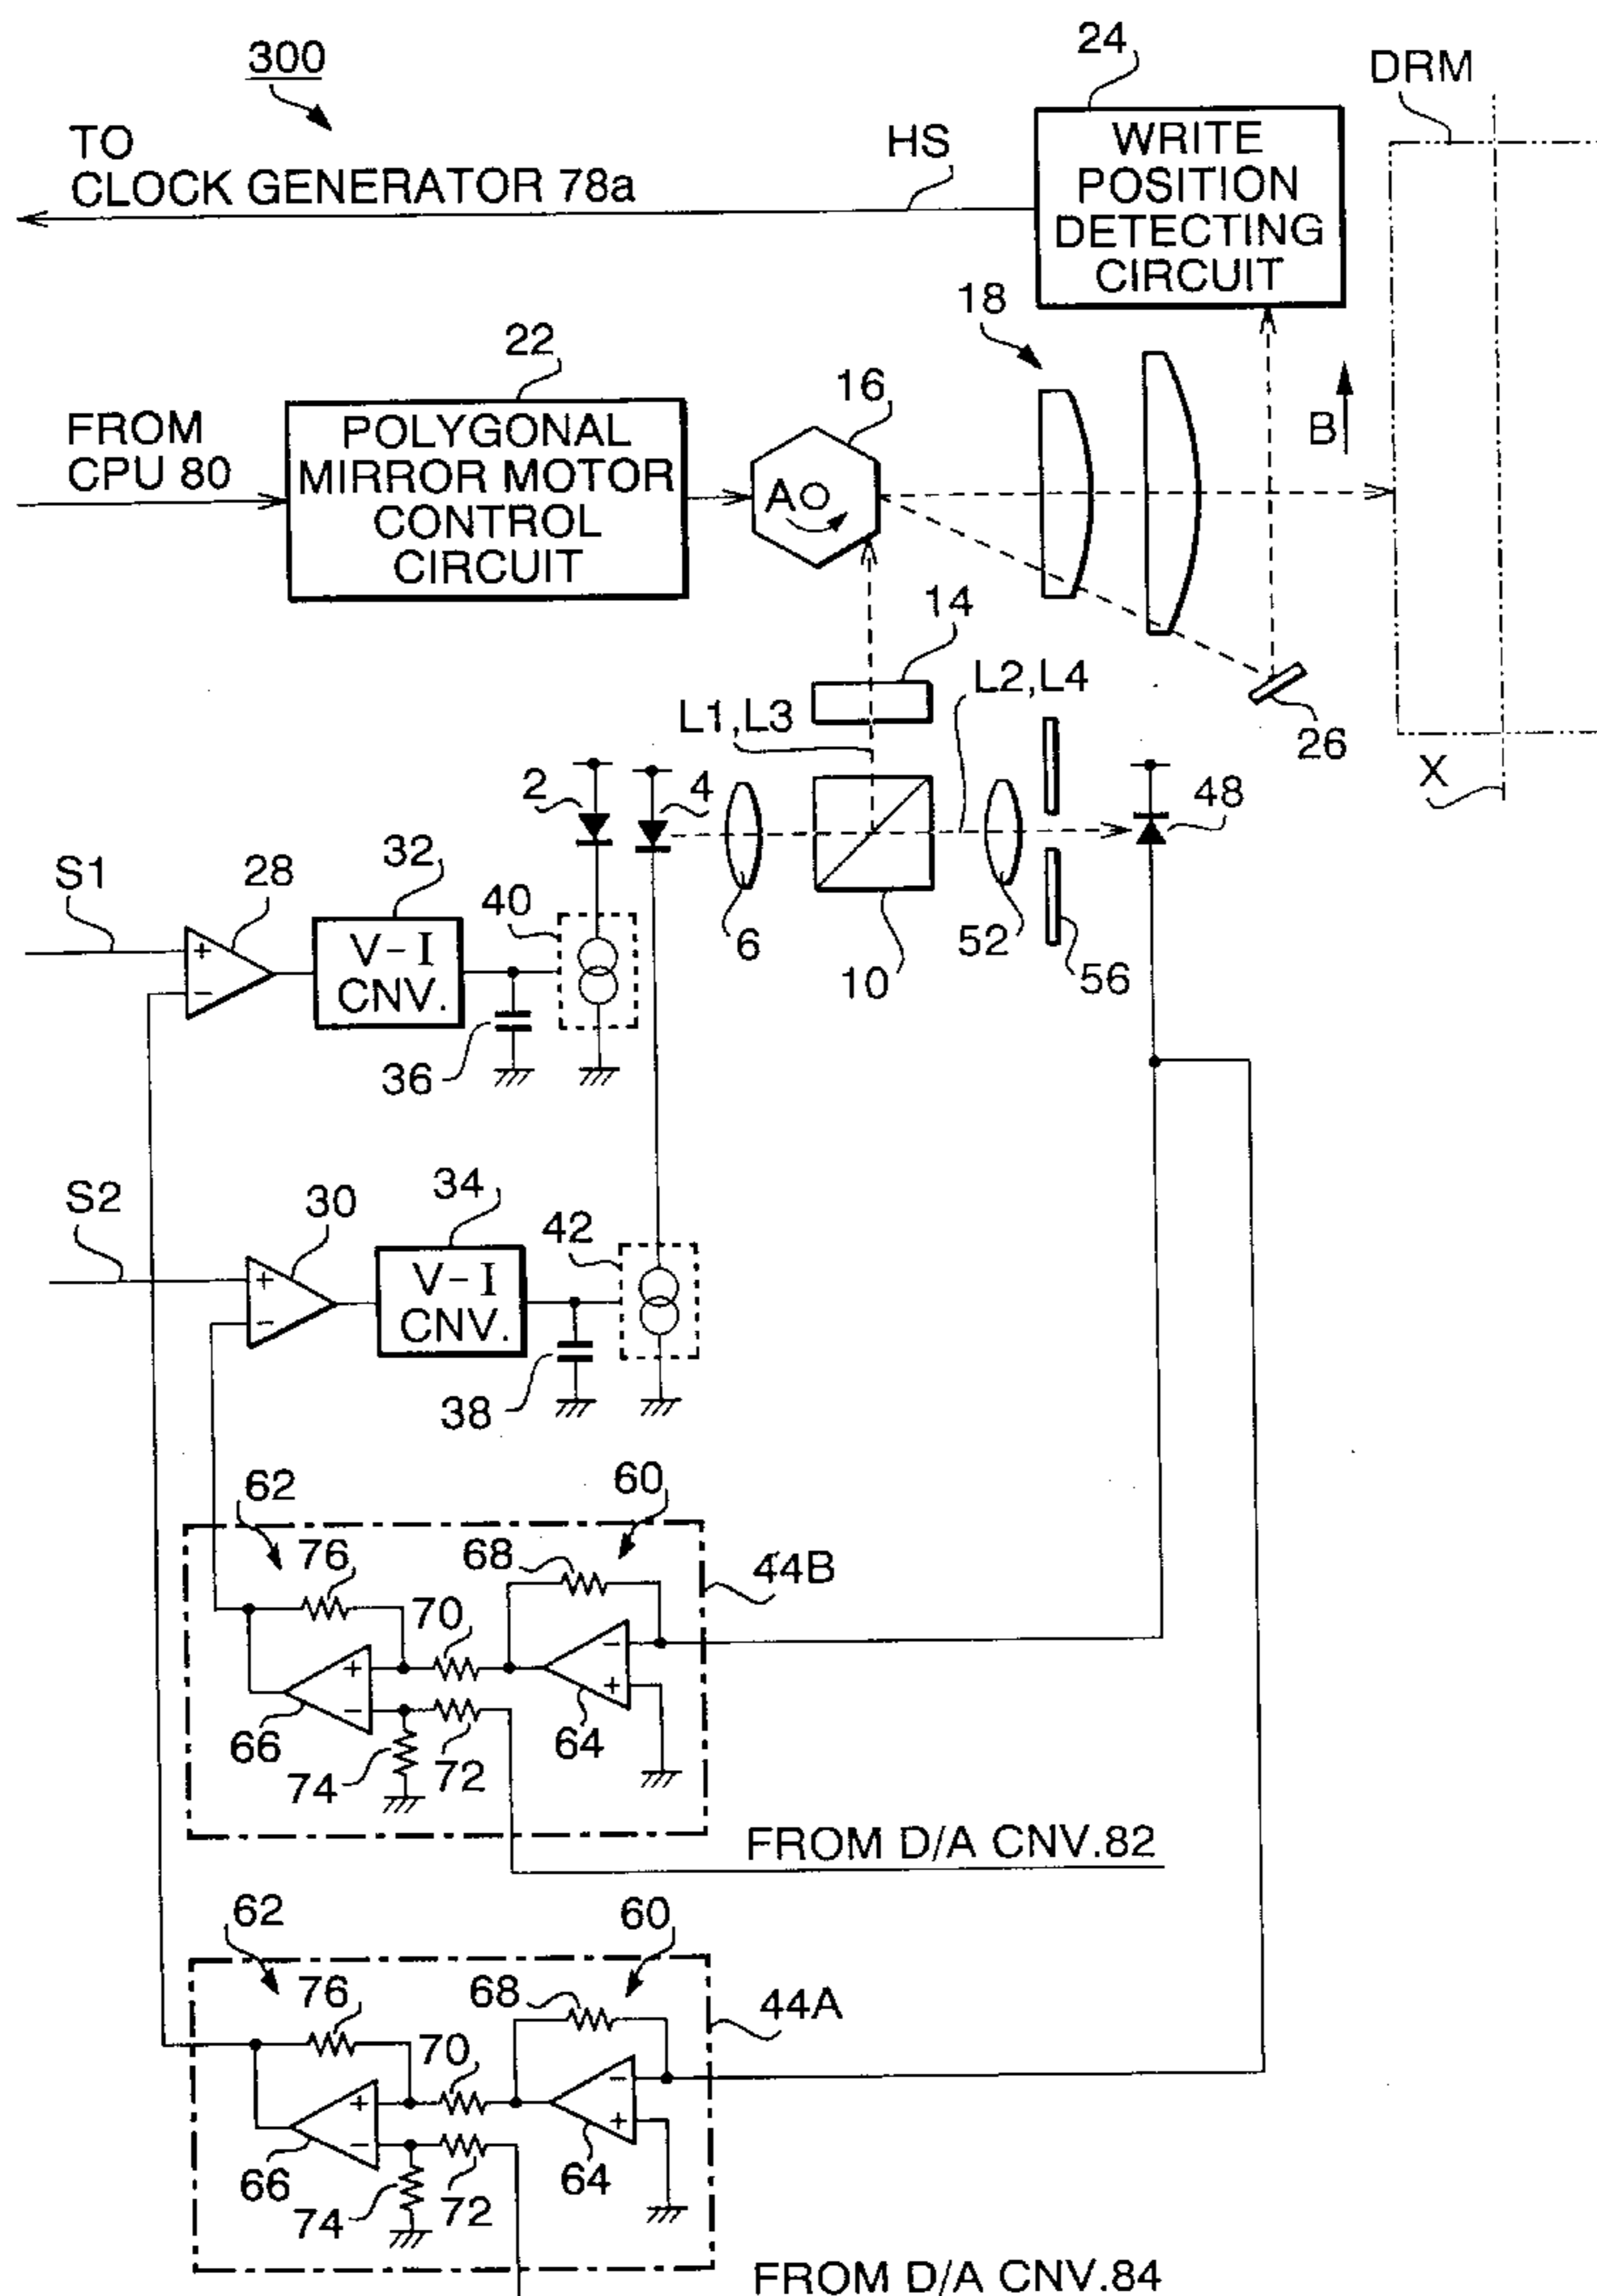 300
24
DRM
TO
CLOCK GENERATOR 78a
HS
WRITE
POSITION
DETECTING
CIRCUIT
18
22
16
B
FROM
CPU 80
POLYGONAL
MIRROR MOTOR
CONTROL
CIRCUIT
A
14
L2,L4
L1,L3
26
X
2
4
48
S1
28
32
40
6
10
52
56
+
−
V-I
CNV.
36
S2
30
34
42
+
−
V-I
CNV.
38
62
60
76
68
44B
70
+
−
−
+
66
74
72
64
FROM D/A CNV.82
62
60
76
68
44A
70
+
−
−
+
66
74
72
64
FROM D/A CNV.84